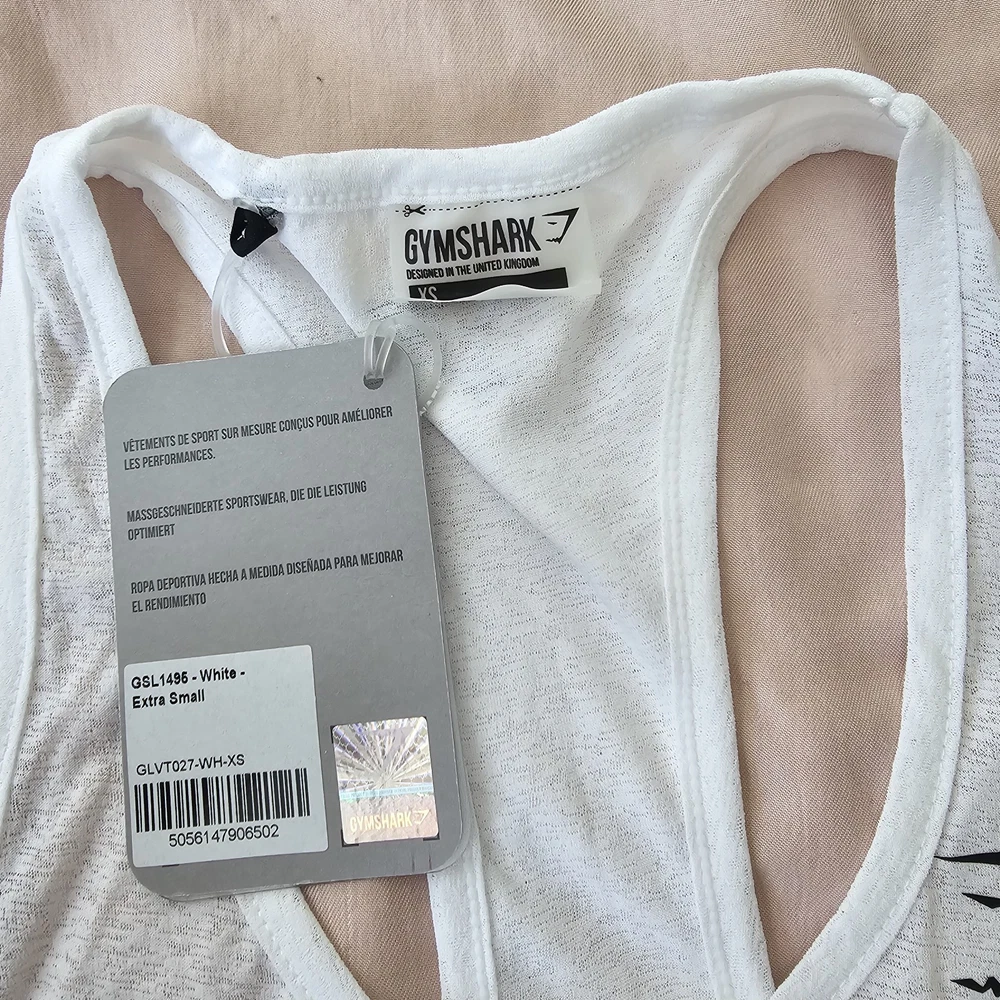 GYMSHARK
DESIGNED IN THE UNITED KINGDOM
XS
VÊTEMENTS DE SPORT SUR MESURE CONÇUS POUR AMÉLIORER
LES PERFORMANCES.
MASSGESCHNEIDERTE SPORTSWEAR, DIE DIE LEISTUNG
OPTIMIERT
ROPA DEPORTIVA HECHA A MEDIDA DISEÑADA PARA MEJORAR
EL RENDIMIENTO
GSL1495 - White -
Extra Small
GLVT027-WH-XS
5056147906502
GYMSHARK